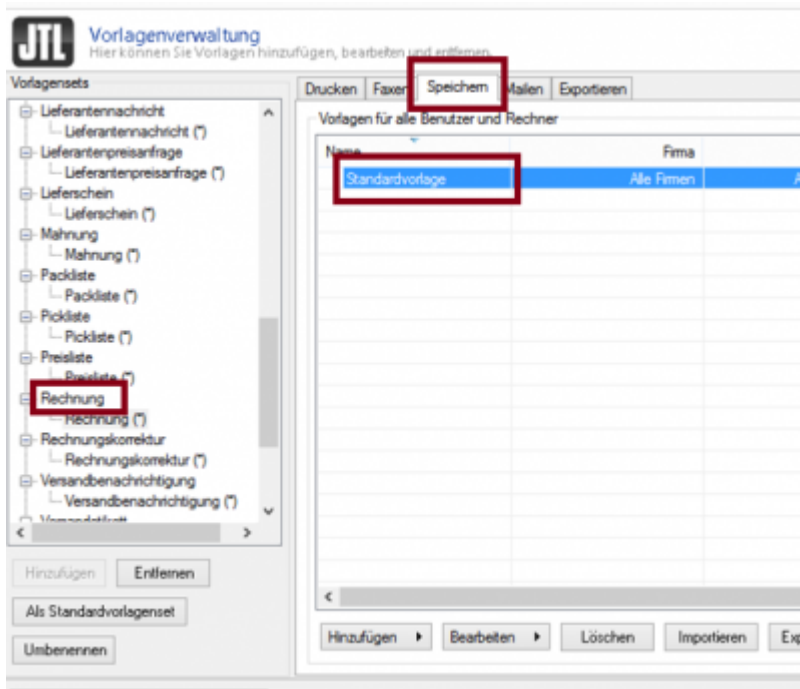 JTL
Vorlagenverwaltung
Hier können Sie Vorlagen hinzufügen, bearbeiten und entfernen.
Vorlagensets
Lieferantennachricht
Lieferantennachricht (*)
Lieferantenpreisanfrage
Lieferantenpreisanfrage (*)
Lieferschein
Lieferschein (*)
Mahnung
Mahnung (*)
Packliste
Packliste (*)
Pickliste
Pickliste (*)
Preisliste
Preisliste (*)
Rechnung
Rechnung (*)
Rechnungskorrektur
Rechnungskorrektur (*)
Versandbenachrichtigung
Versandbenachrichtigung (*)
Hinzufügen Entfernen
Als Standardvorlagenset
Umbenennen
Drucken Faxen Speichern Mailen Exportieren
Vorlagen für alle Benutzer und Rechner
Name Firma
Standardvorlage Alle Firmen A
Hinzufügen Bearbeiten Löschen Importieren Exp